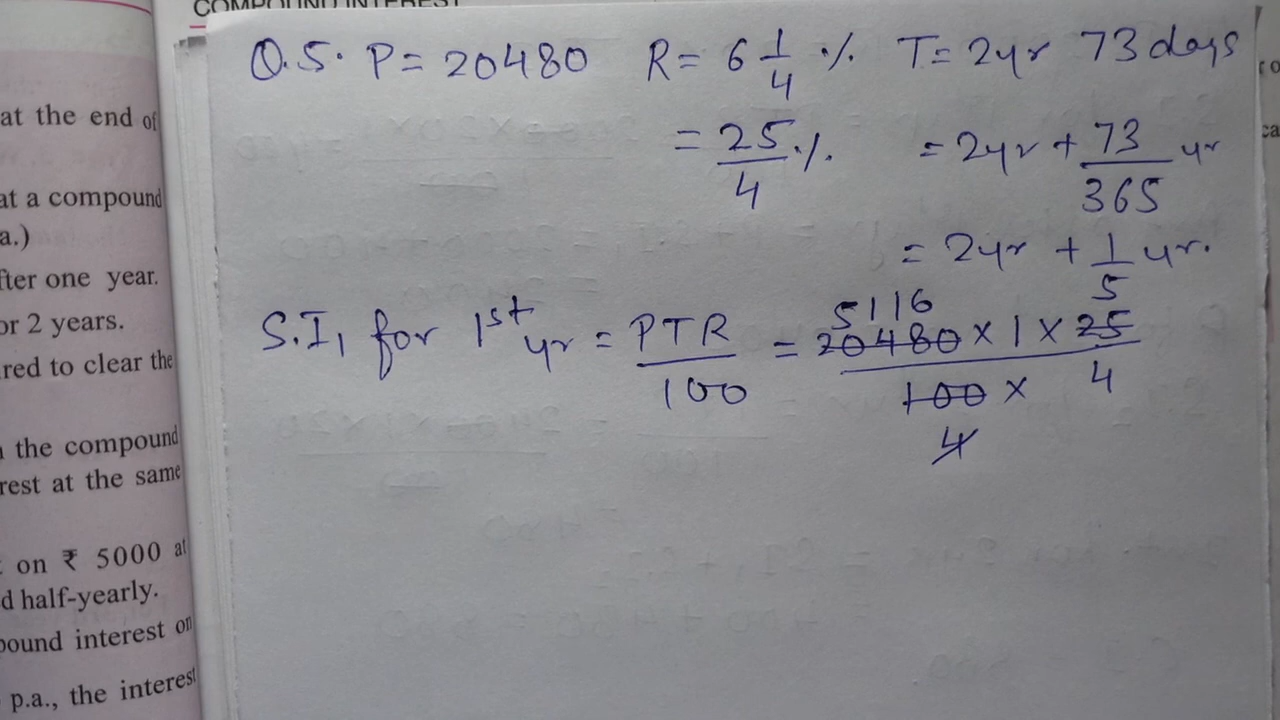 COMPOUND INTEREST
at the end of
at a compound
a.)
fter one year.
or 2 years.
red to clear the
the compound
rest at the same
on ₹ 5000 at
d half-yearly.
pound interest on
p.a., the interest
Q.5. P = 20480 R = 6 1/4 % T = 2yr 73 days
= 25/4 % = 2yr + 73/365 yr
= 2yr + 1/5 yr.
S.I, for 1st yr = PTR/100 = 20480 × 1 × 25 / 100 × 4
5116
4